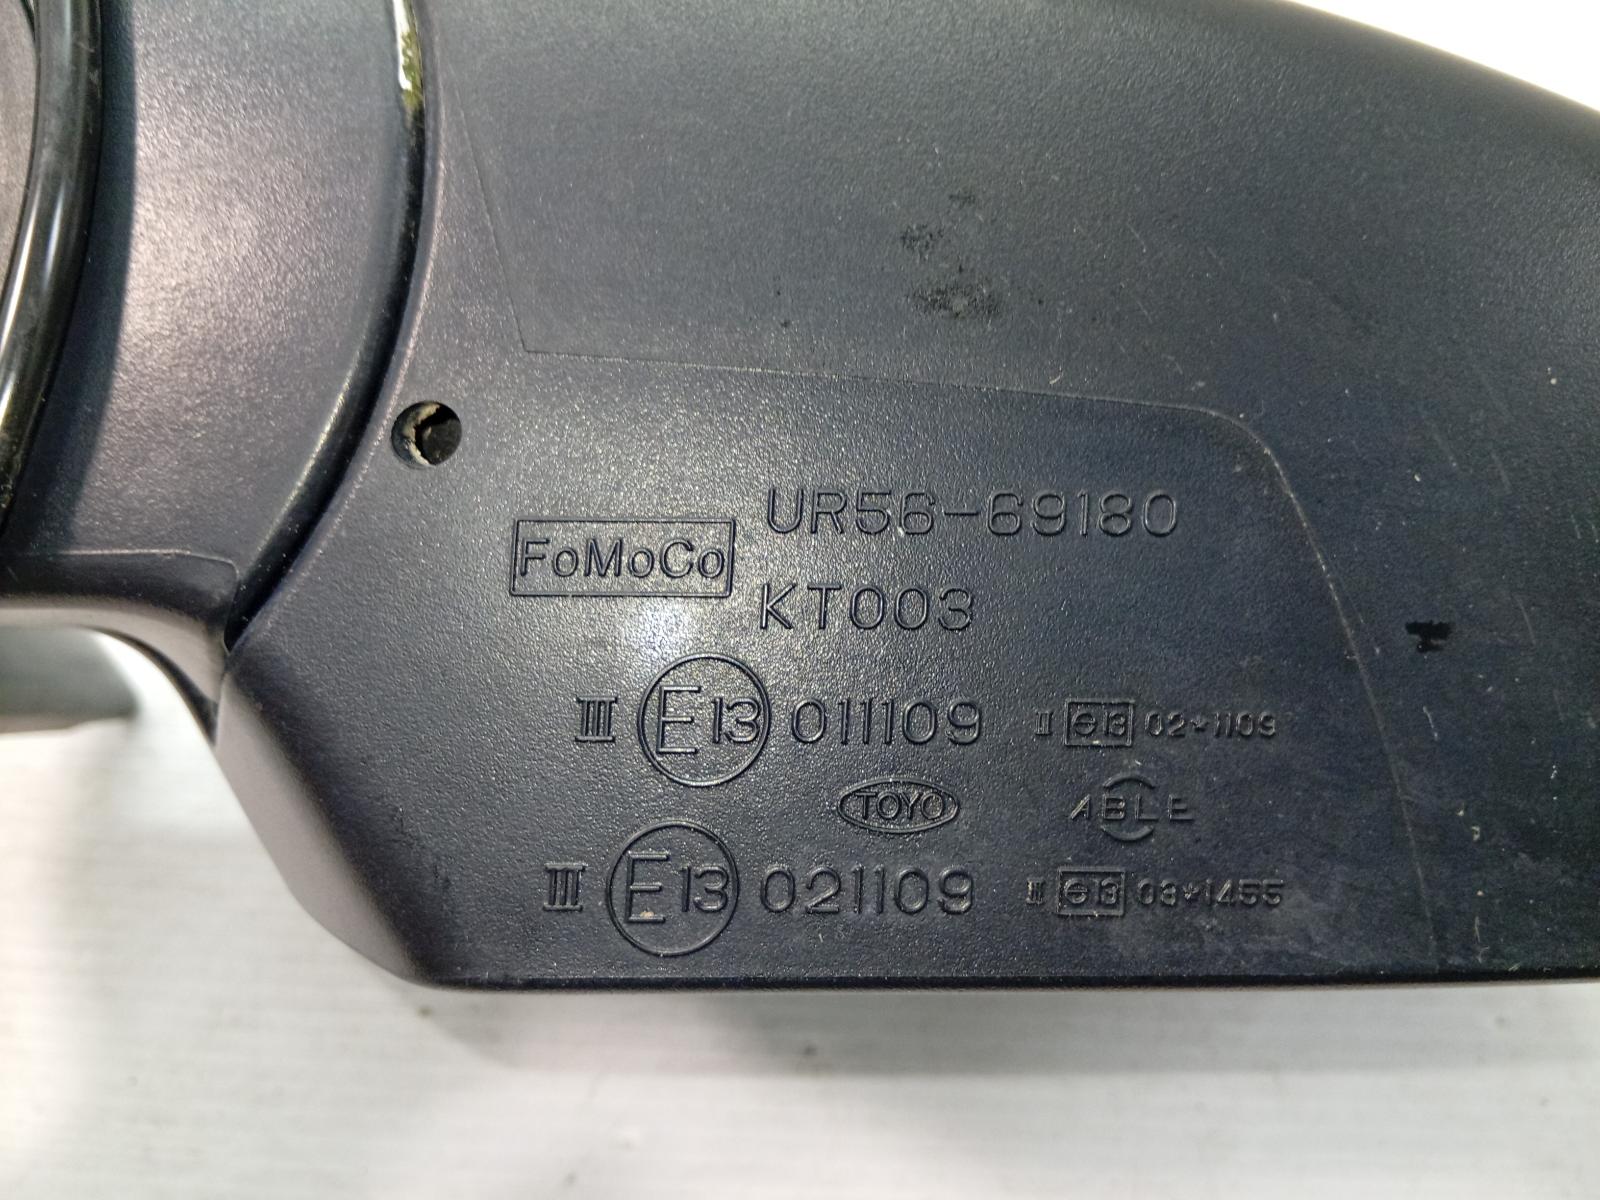 UR56-69180
FoMoCo
KT003
III E13 011109 II e13 02*1109
TOYO ABLE
III E13 021109 II e13 03*1455